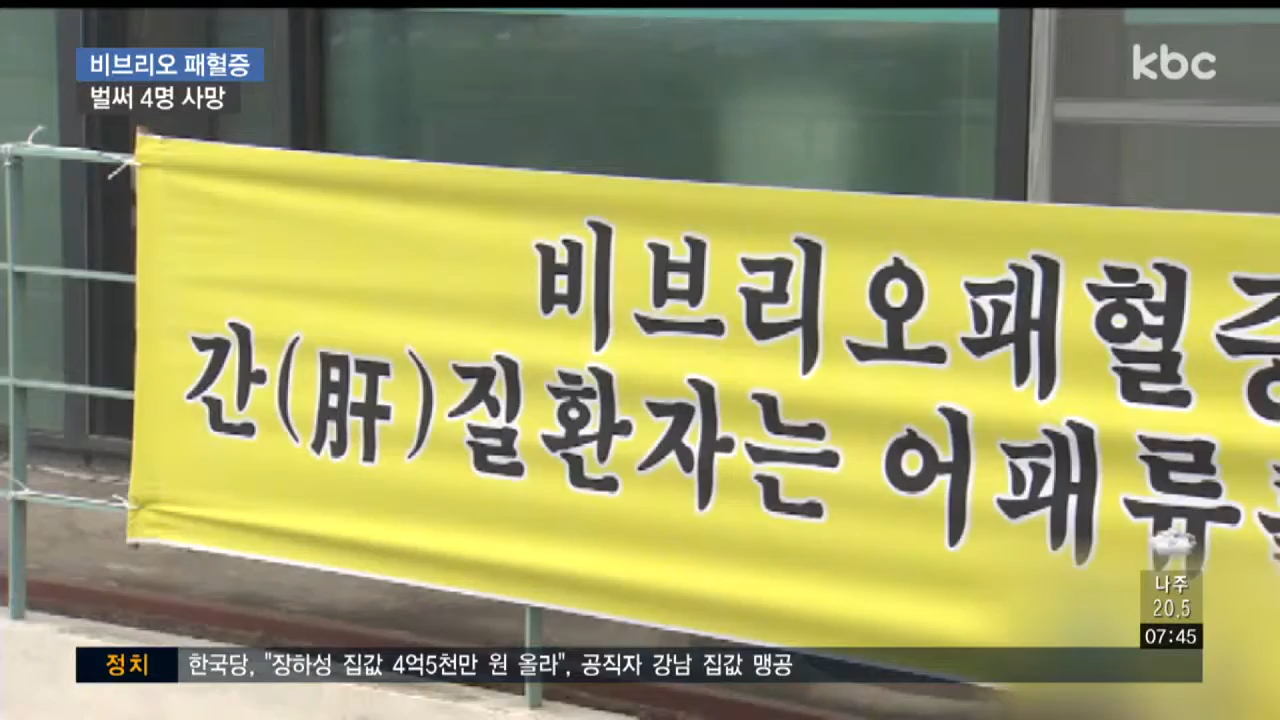 비브리오 패혈증
벌써 4명 사망
kbc
비브리오패혈증
간(肝)질환자는 어패류
나주
20.5
07:45
정치 한국당, "장하성 집값 4억5천만 원 올라", 공직자 강남 집값 맹공